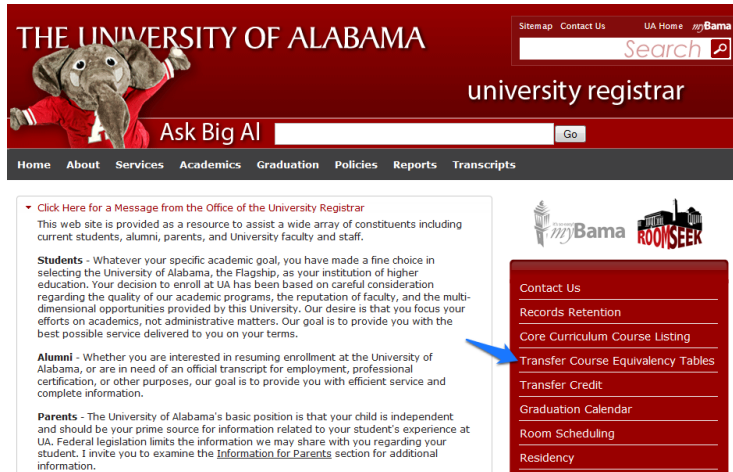 THE UNIVERSITY OF ALABAMA
Sitemap Contact Us UA Home myBama
Search
university registrar
Ask Big Al
Go
Home About Services Academics Graduation Policies Reports Transcripts
Click Here for a Message from the Office of the University Registrar
This web site is provided as a resource to assist a wide array of constituents including
current students, alumni, parents, and University faculty and staff.
Students - Whatever your specific academic goal, you have made a fine choice in
selecting the University of Alabama, the Flagship, as your institution of higher
education. Your decision to enroll at UA has been based on careful consideration
regarding the quality of our academic programs, the reputation of faculty, and the multi-
dimensional opportunities provided by this University. Our desire is that you focus your
efforts on academics, not administrative matters. Our goal is to provide you with the
best possible service delivered to you on your terms.
Alumni - Whether you are interested in resuming enrollment at the University of
Alabama, or are in need of an official transcript for employment, professional
certification, or other purposes, our goal is to provide you with efficient service and
complete information.
Parents - The University of Alabama's basic position is that your child is independent
and should be your prime source for information related to your student's experience at
UA. Federal legislation limits the information we may share with you regarding your
student. I invite you to examine the Information for Parents section for additional
information.
myBama
ROOMSEEK
Contact Us
Records Retention
Core Curriculum Course Listing
Transfer Course Equivalency Tables
Transfer Credit
Graduation Calendar
Room Scheduling
Residency